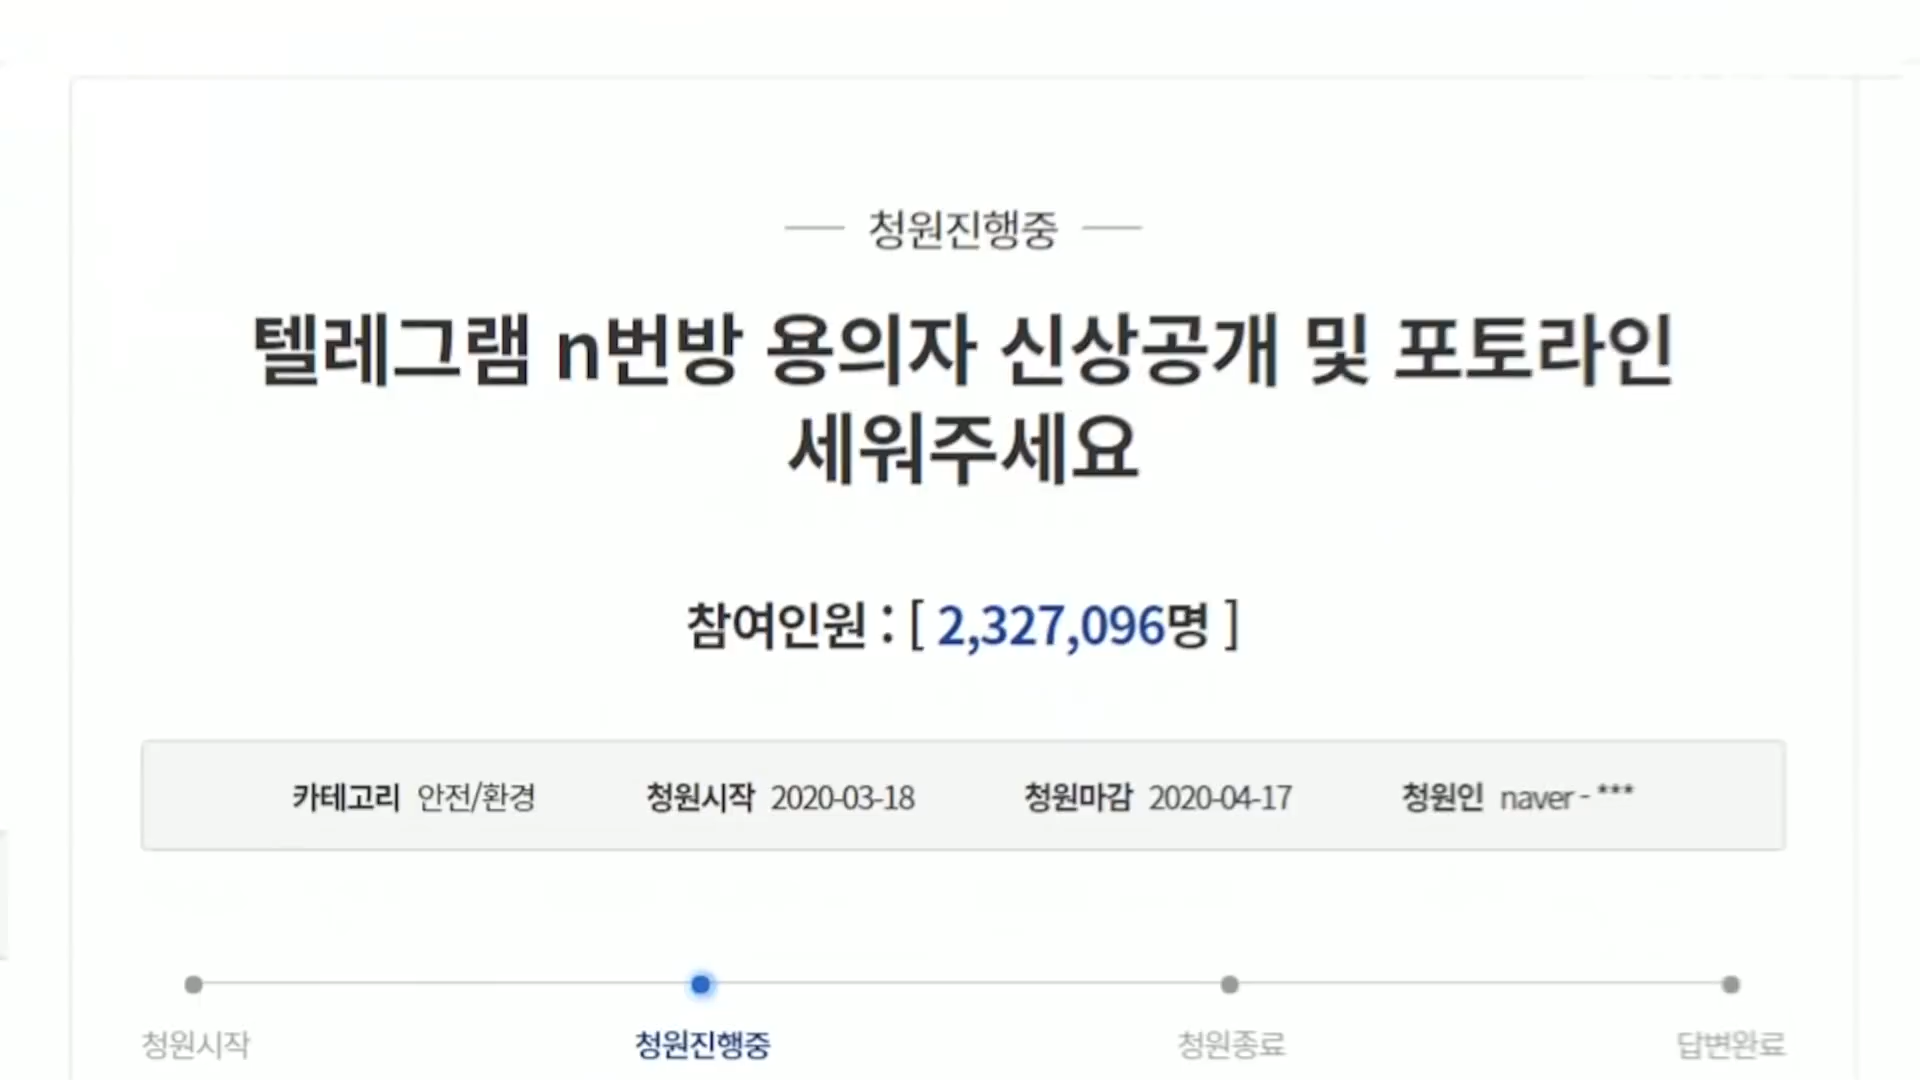 청원진행중
텔레그램 n번방 용의자 신상공개 및 포토라인
세워주세요
참여인원 : [ 2,327,096명 ]
카테고리 안전/환경 청원시작 2020-03-18 청원마감 2020-04-17 청원인 naver - ***
청원시작 청원진행중 청원종료 답변완료